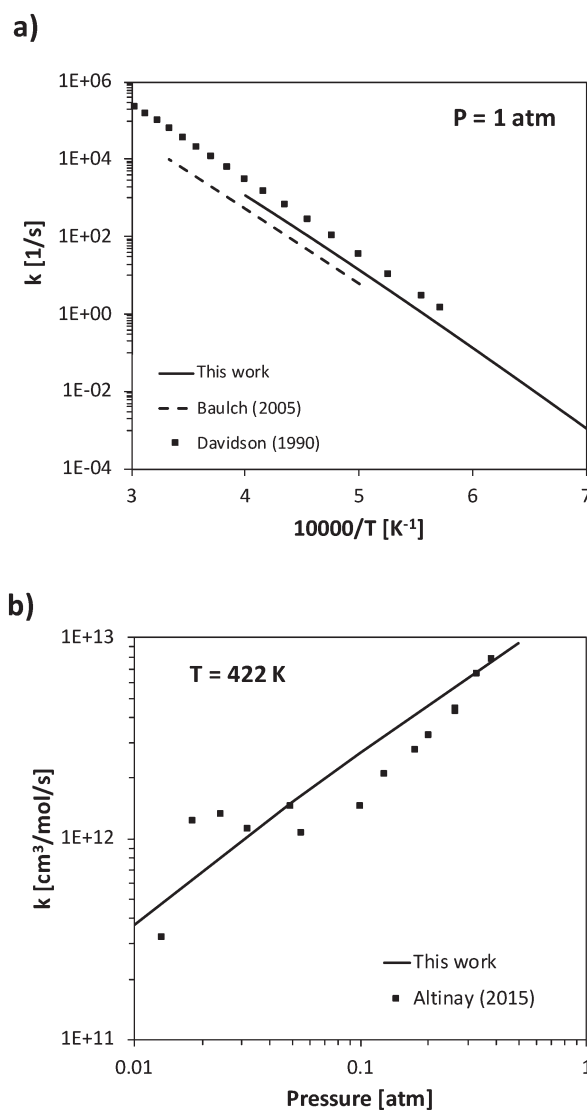 a)
1E+06
1E+04
1E+02
1E+00
1E-02
1E-04
k [1/s]
P = 1 atm
This work
Baulch (2005)
Davidson (1990)
3 4 5 6 7
10000/T [K⁻¹]
b)
1E+13
1E+12
1E+11
k [cm³/mol/s]
T = 422 K
This work
Altinay (2015)
0.01 0.1 1
Pressure [atm]